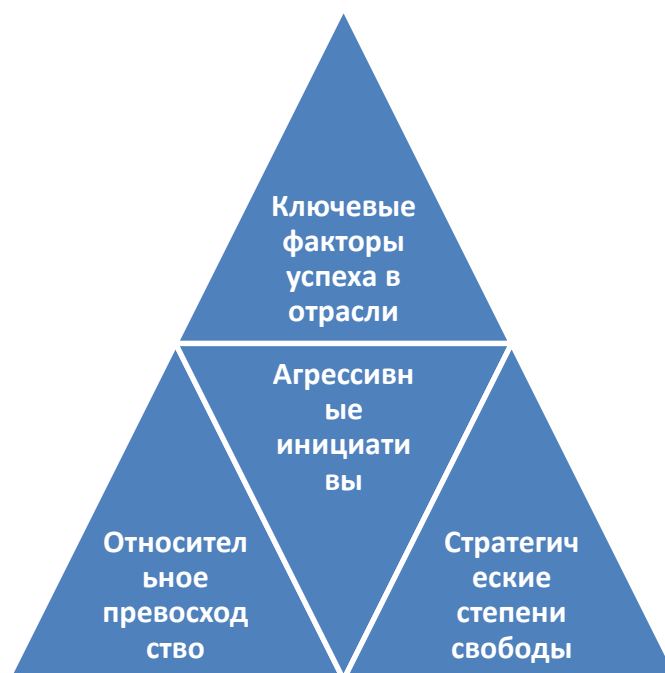 Ключевые
факторы
успеха в
отрасли
Агрессивн
ые
инициати
вы
Относител
ьное
превосход
ство
Стратегич
еские
степени
свободы